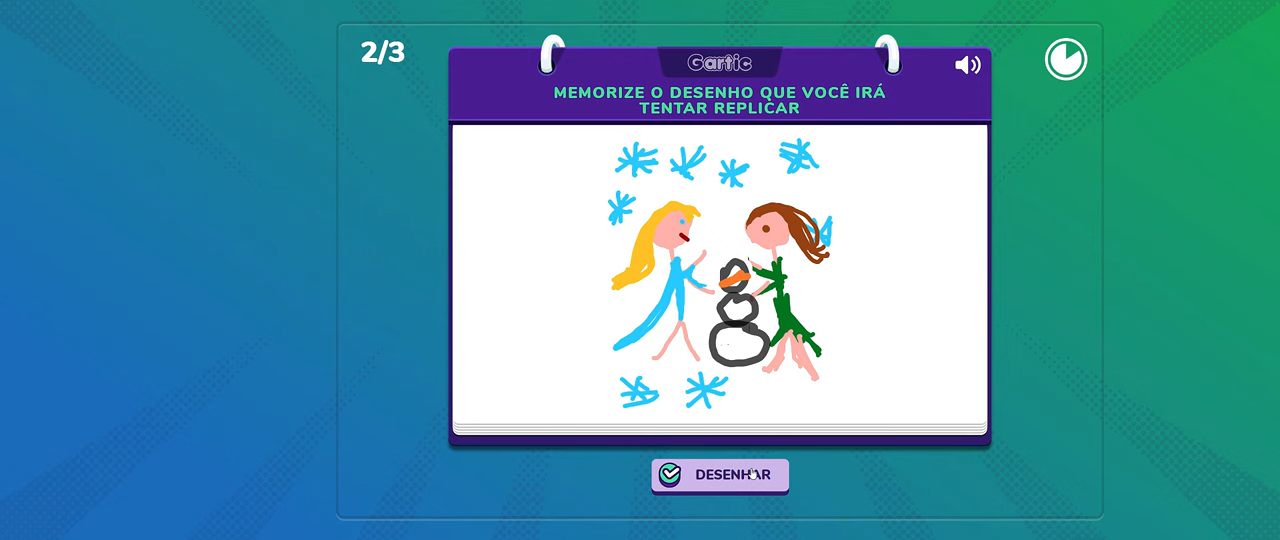 2/3
Gartic
MEMORIZE O DESENHO QUE VOCÊ IRÁ
TENTAR REPLICAR
DESENHAR